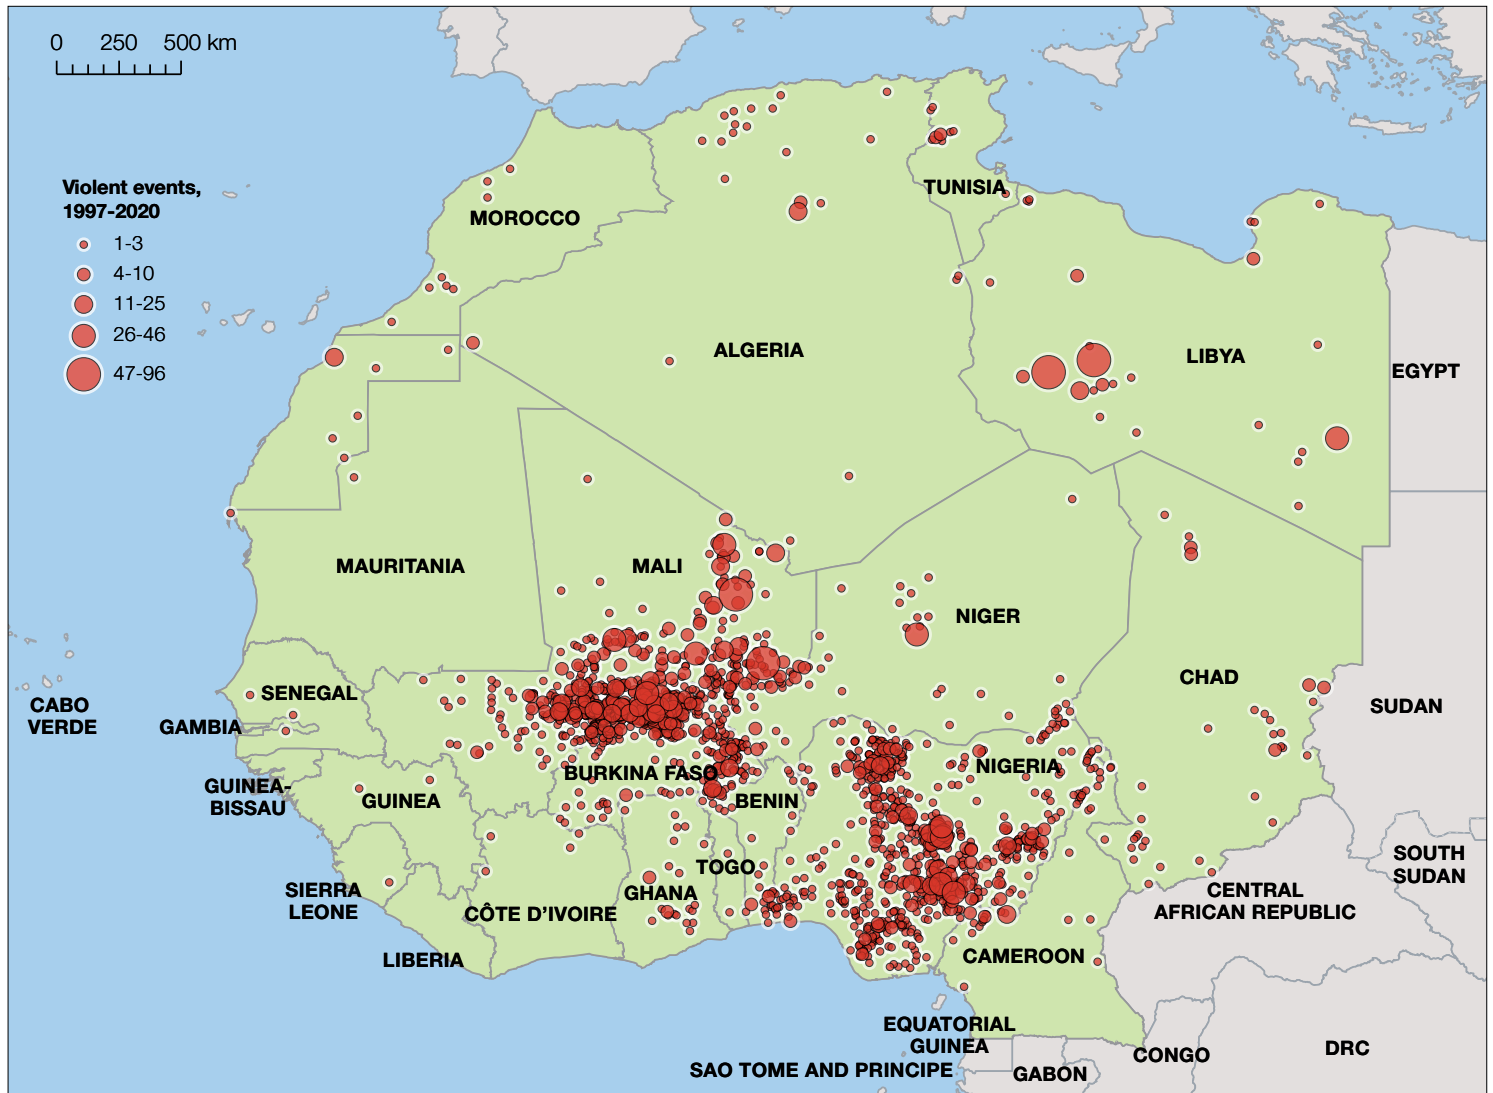 0 250 500 km
Violent events,
1997-2020
1-3
4-10
11-25
26-46
47-96
TUNISIA
MOROCCO
ALGERIA
LIBYA
EGYPT
MAURITANIA
MALI
NIGER
CHAD
SENEGAL
CABO
VERDE
GAMBIA
SUDAN
BURKINA FASO
NIGERIA
GUINEA-
BISSAU
GUINEA
BENIN
SOUTH
SUDAN
TOGO
SIERRA
LEONE
GHANA
CENTRAL
AFRICAN REPUBLIC
CÔTE D’IVOIRE
LIBERIA
CAMEROON
EQUATORIAL
GUINEA
SAO TOME AND PRINCIPE
GABON
CONGO
DRC